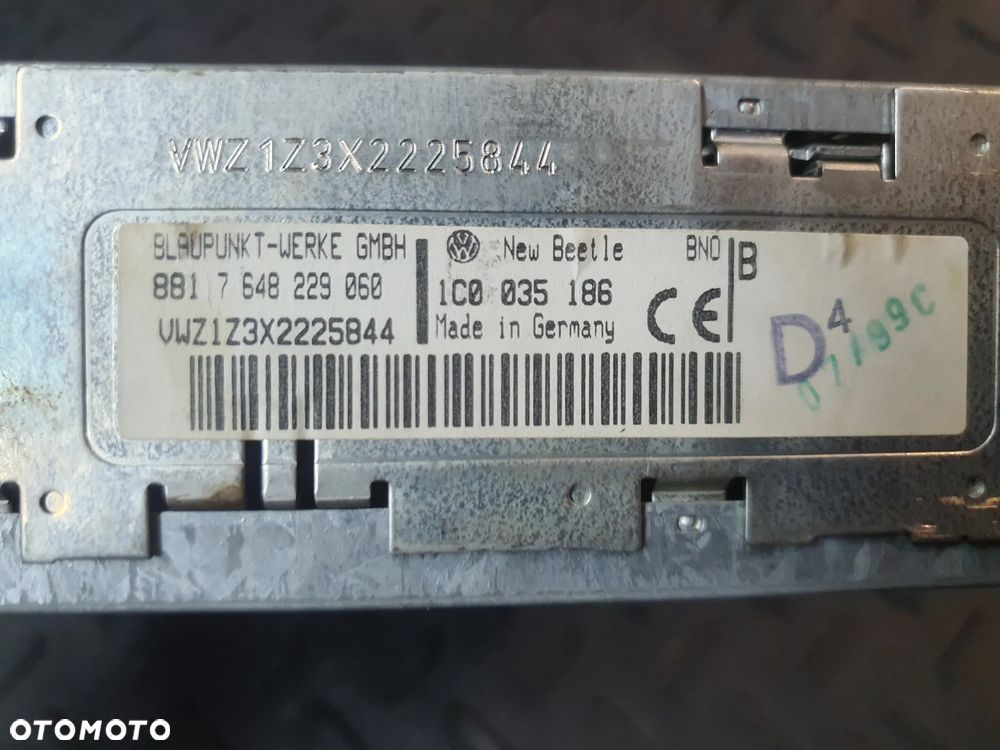 VWZ1Z3X2225844
BLAUPUNKT-WERKE GMBH
881 7 648 229 060
VWZ1Z3X2225844
New Beetle BNO
1C0 035 186
Made in Germany
CE
B
D4
07/99C
OTOMOTO